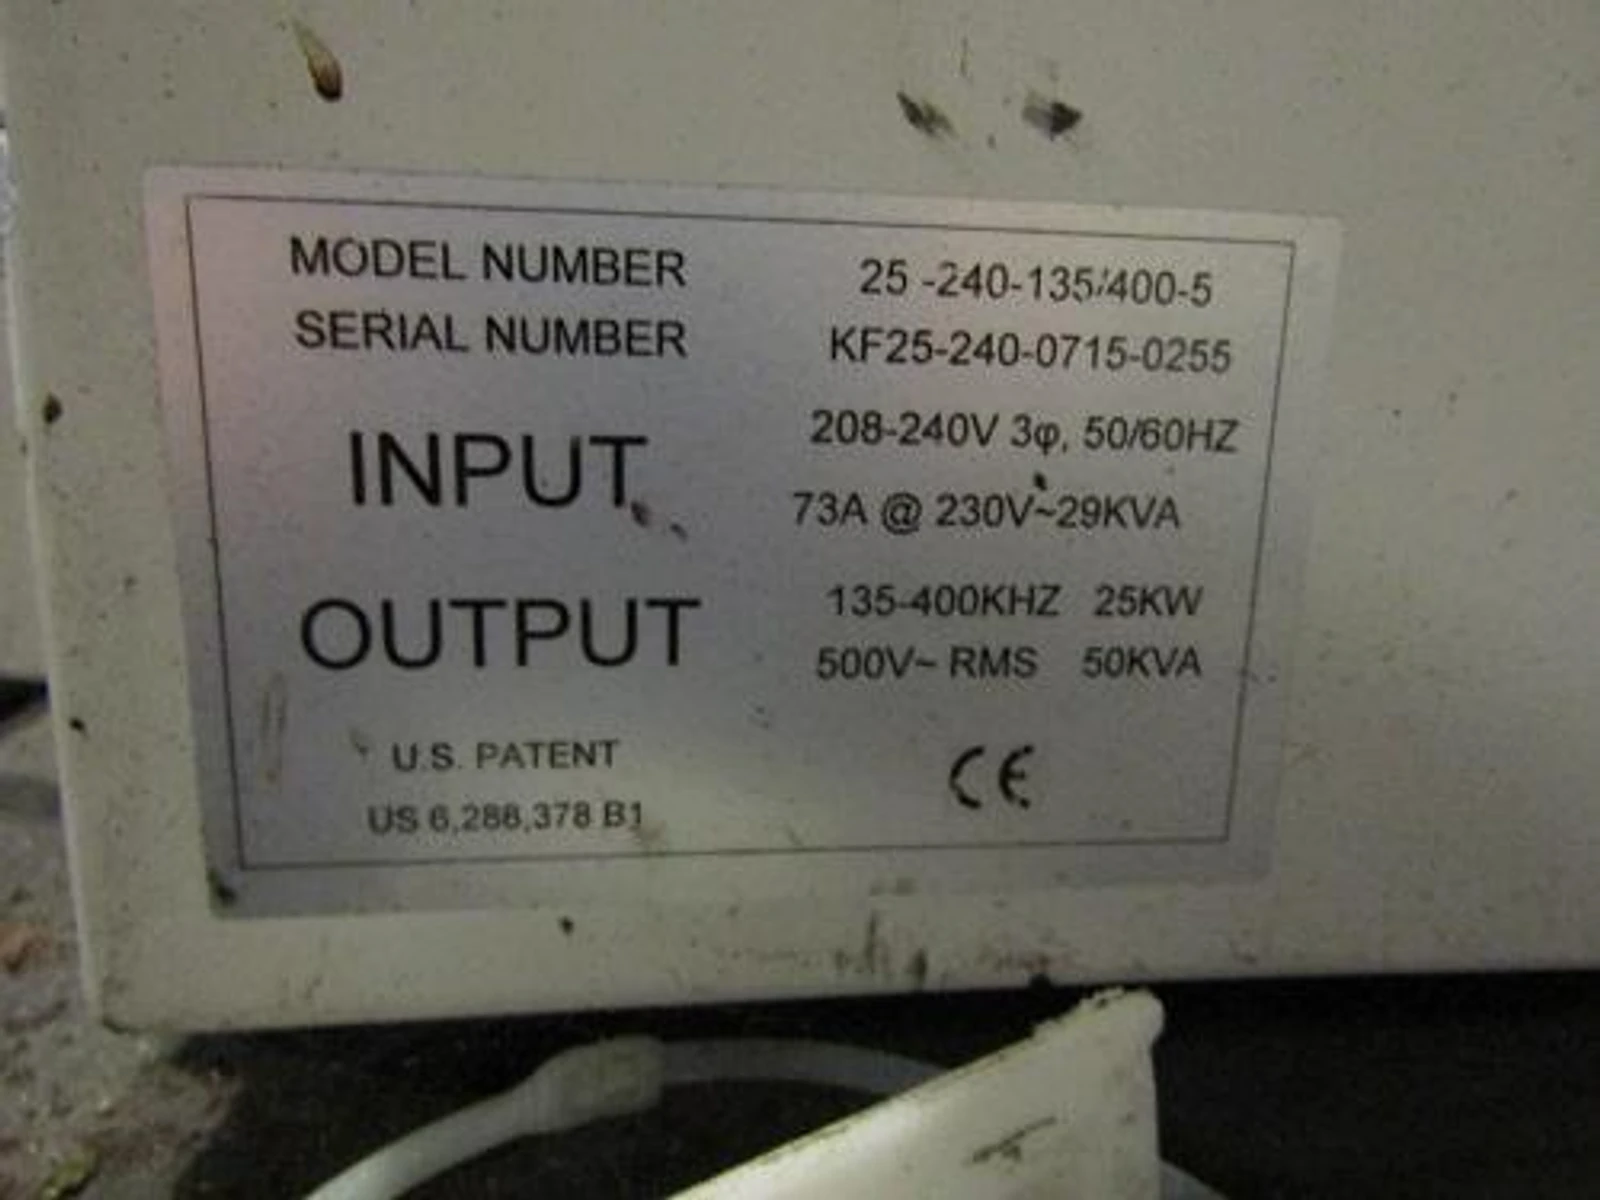 MODEL NUMBER 25 -240-135/400-5
SERIAL NUMBER KF25-240-0715-0255
INPUT 208-240V 3φ, 50/60HZ
73A @ 230V~29KVA
OUTPUT 135-400KHZ 25KW
500V~ RMS 50KVA
U.S. PATENT
US 6,288,378 B1
CE